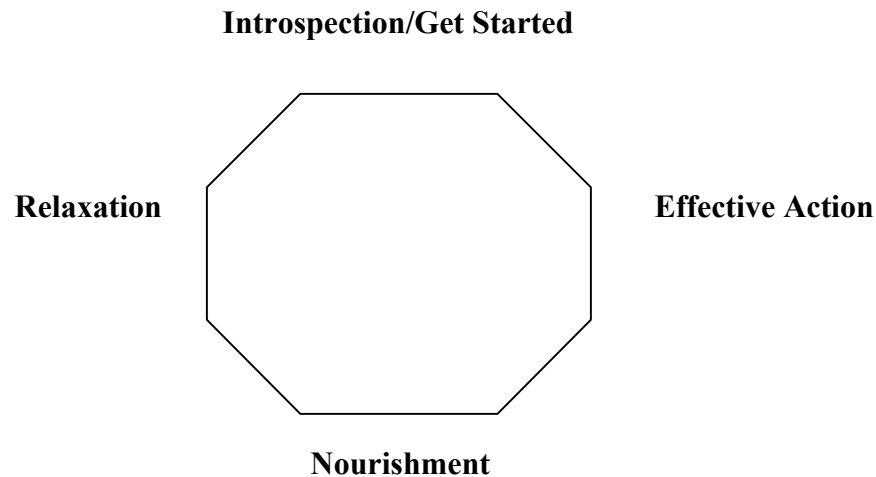 Introspection/Get Started
Relaxation
Effective Action
Nourishment